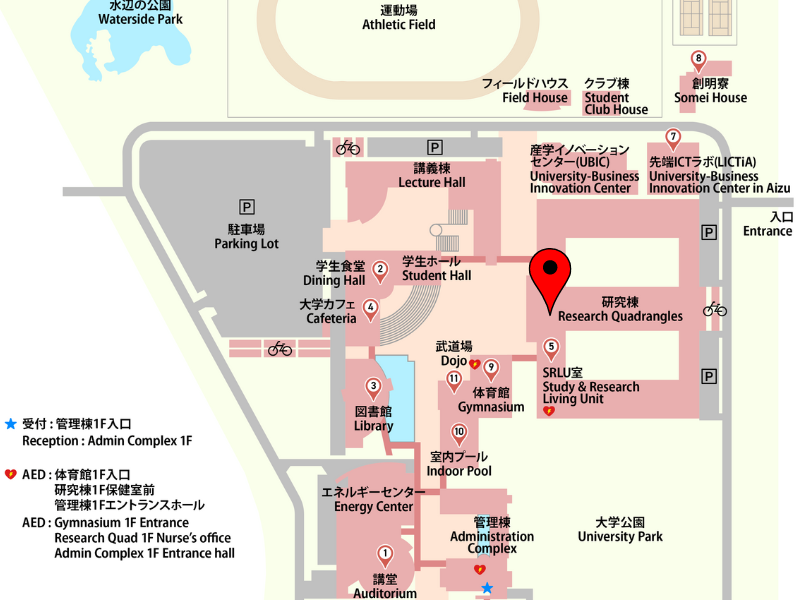 水辺の公園
Waterside Park
運動場
Athletic Field
8
創明寮
Somei House
フィールドハウス
Field House
クラブ棟
Student
Club House
7
先端ICTラボ(LICTiA)
University-Business
Innovation Center in Aizu
産学イノベーション
センター(UBIC)
University-Business
Innovation Center
P
講義棟
Lecture Hall
P
駐車場
Parking Lot
入口
Entrance
P
学生食堂
Dining Hall
2
学生ホール
Student Hall
大学カフェ
Cafeteria
4
研究棟
Research Quadrangles
武道場
Dojo
11
9
体育館
Gymnasium
5
SRLU室
Study & Research
Living Unit
P
3
図書館
Library
10
室内プール
Indoor Pool
受付 : 管理棟1F入口
Reception : Admin Complex 1F
AED : 体育館1F入口
研究棟1F保健室前
管理棟1Fエントランスホール
AED : Gymnasium 1F Entrance
Research Quad 1F Nurse's office
Admin Complex 1F Entrance hall
エネルギーセンター
Energy Center
管理棟
Administration
Complex
大学公園
University Park
1
講堂
Auditorium